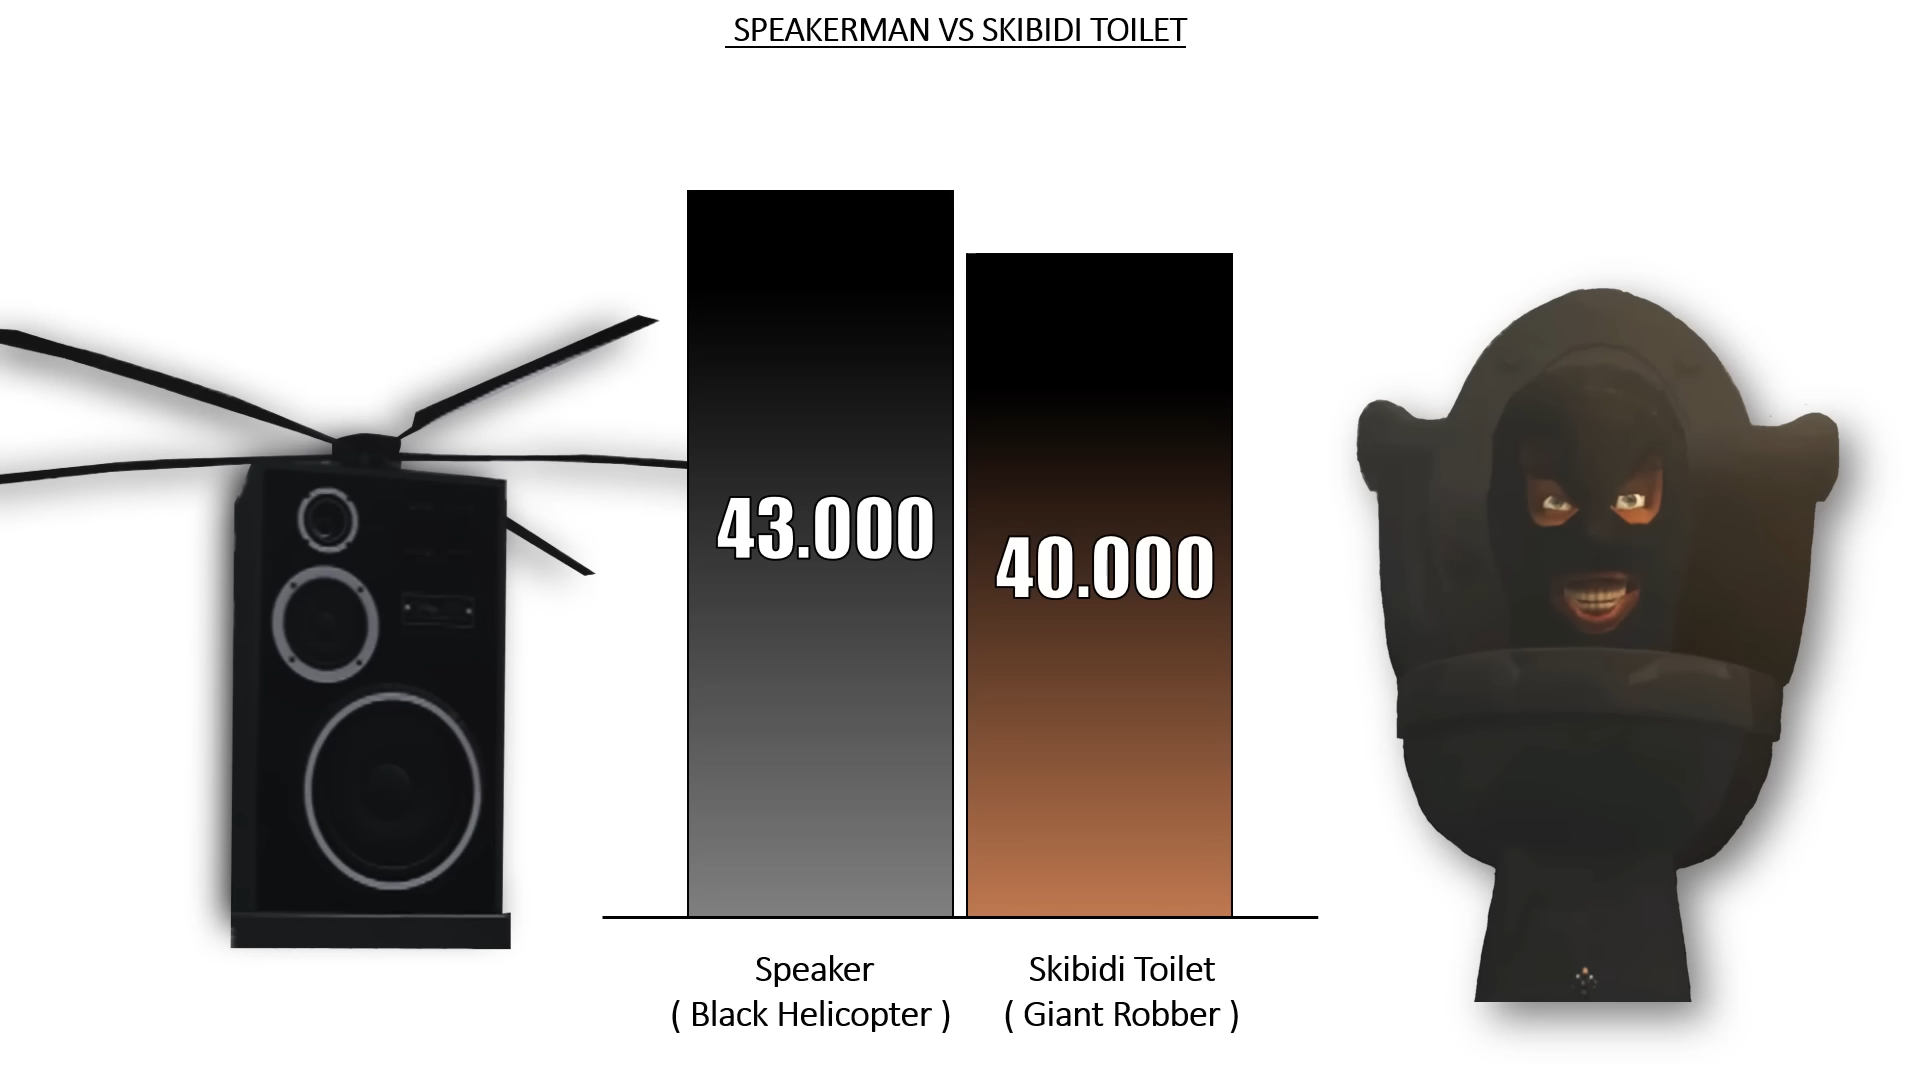 SPEAKERMAN VS SKIBIDI TOILET
43.000
40.000
Speaker
( Black Helicopter )
Skibidi Toilet
( Giant Robber )